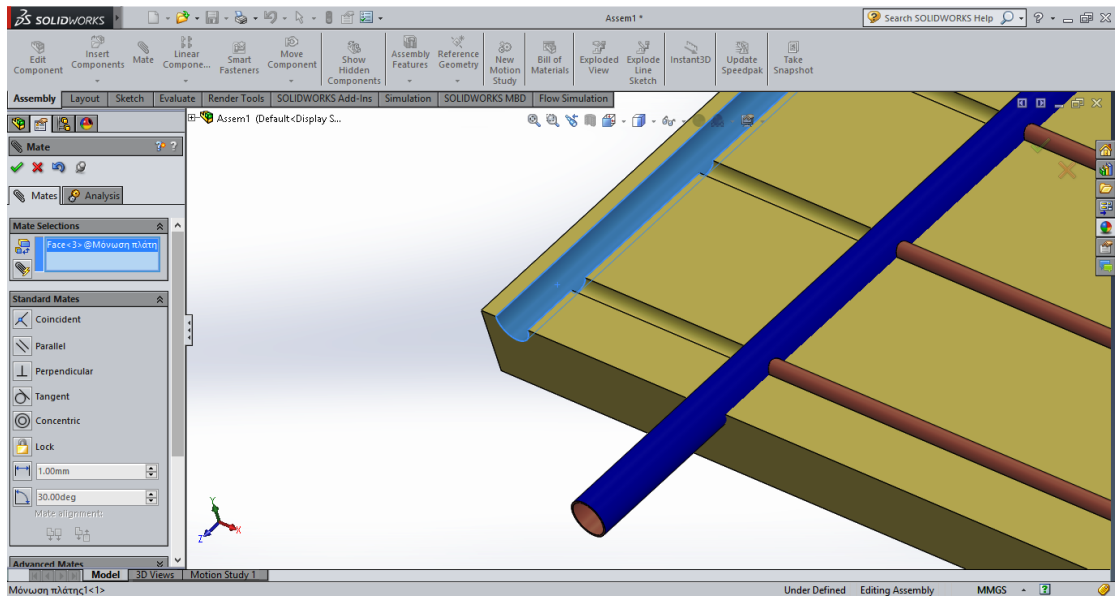 SOLIDWORKS
Assem1 *
Search SOLIDWORKS Help
Edit Component
Insert Components
Mate
Linear Compone...
Smart Fasteners
Move Component
Show Hidden Components
Assembly Features
Reference Geometry
New Motion Study
Bill of Materials
Exploded View
Explode Line Sketch
Instant3D
Update Speedpak
Take Snapshot
Assembly
Layout
Sketch
Evaluate
Render Tools
SOLIDWORKS Add-Ins
Simulation
SOLIDWORKS MBD
Flow Simulation
Assem1 (Default<Display S...
Mate
Mates
Analysis
Mate Selections
Face<3>@Μόνωση πλάτη
Standard Mates
Coincident
Parallel
Perpendicular
Tangent
Concentric
Lock
1.00mm
30.00deg
Mate alignment:
Advanced Mates
Y
X
Z
Model
3D Views
Motion Study 1
Μόνωση πλάτης1<1>
Under Defined
Editing Assembly
MMGS